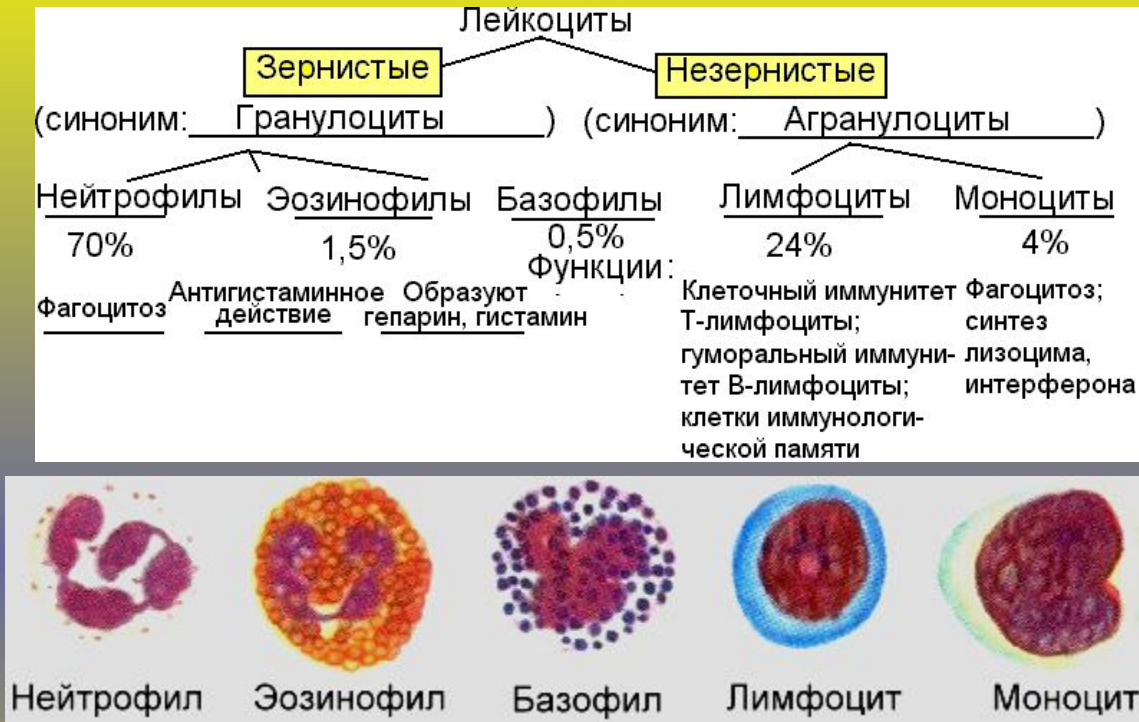 Лейкоциты
Зернистые Незернистые
(синоним: Гранулоциты ) (синоним: Агранулоциты )
Нейтрофилы Эозинофилы Базофилы Лимфоциты Моноциты
70% 1,5% 0,5% 24% 4%
Функции:
Фагоцитоз
Антигистаминное
действие
Образуют
гепарин, гистамин
Клеточный иммунитет
Т-лимфоциты;
гуморальный иммуни-
тет В-лимфоциты;
клетки иммунологи-
ческой памяти
Фагоцитоз;
синтез
лизоцима,
интерферона
Нейтрофил Эозинофил Базофил Лимфоцит Моноцит